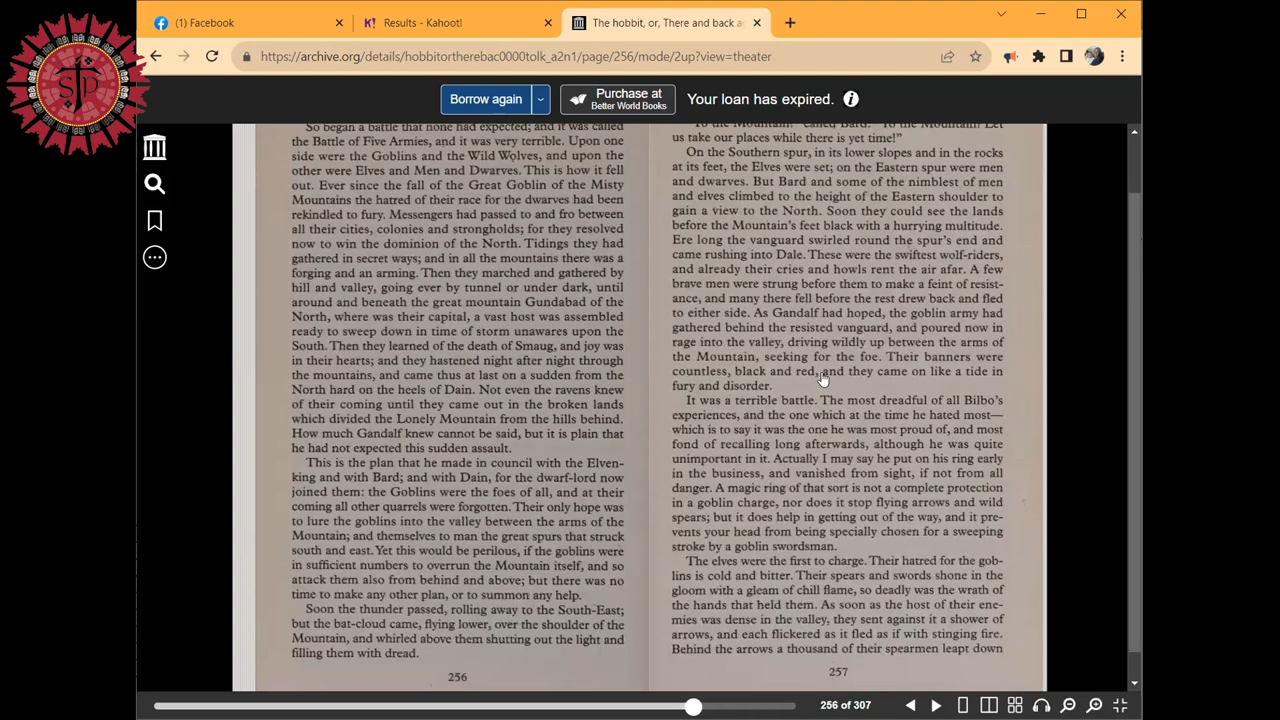 (1) Facebook
Results - Kahoot!
The hobbit, or, There and back ag
https://archive.org/details/hobbitortherebac0000tolk_a2n1/page/256/mode/2up?view=theater
STP
Borrow again
Purchase at
Better World Books
Your loan has expired.
So began a battle that none had expected; and it was called
the Battle of Five Armies, and it was very terrible. Upon one
side were the Goblins and the Wild Wolves, and upon the
other were Elves and Men and Dwarves. This is how it fell
out. Ever since the fall of the Great Goblin of the Misty
Mountains the hatred of their race for the dwarves had been
rekindled to fury. Messengers had passed to and fro between
all their cities, colonies and strongholds; for they resolved
now to win the dominion of the North. Tidings they had
gathered in secret ways; and in all the mountains there was a
forging and an arming. Then they marched and gathered by
hill and valley, going ever by tunnel or under dark, until
around and beneath the great mountain Gundabad of the
North, where was their capital, a vast host was assembled
ready to sweep down in time of storm unawares upon the
South. Then they learned of the death of Smaug, and joy was
in their hearts; and they hastened night after night through
the mountains, and came thus at last on a sudden from the
North hard on the heels of Dain. Not even the ravens knew
of their coming until they came out in the broken lands
which divided the Lonely Mountain from the hills behind.
How much Gandalf knew cannot be said, but it is plain that
he had not expected this sudden assault.
This is the plan that he made in council with the Elven-
king and with Bard; and with Dain, for the dwarf-lord now
joined them: the Goblins were the foes of all, and at their
coming all other quarrels were forgotten. Their only hope was
to lure the goblins into the valley between the arms of the
Mountain; and themselves to man the great spurs that struck
south and east. Yet this would be perilous, if the goblins were
in sufficient numbers to overrun the Mountain itself, and so
attack them also from behind and above; but there was no
time to make any other plan, or to summon any help.
Soon the thunder passed, rolling away to the South-East;
but the bat-cloud came, flying lower, over the shoulder of the
Mountain, and whirled above them shutting out the light and
filling them with dread.
256
"To the Mountain!" called Bard. "To the Mountain! Let
us take our places while there is yet time!"
On the Southern spur, in its lower slopes and in the rocks
at its feet, the Elves were set; on the Eastern spur were men
and dwarves. But Bard and some of the nimblest of men
and elves climbed to the height of the Eastern shoulder to
gain a view to the North. Soon they could see the lands
before the Mountain's feet black with a hurrying multitude.
Ere long the vanguard swirled round the spur's end and
came rushing into Dale. These were the swiftest wolf-riders,
and already their cries and howls rent the air afar. A few
brave men were strung before them to make a feint of resist-
ance, and many there fell before the rest drew back and fled
to either side. As Gandalf had hoped, the goblin army had
gathered behind the resisted vanguard, and poured now in
rage into the valley, driving wildly up between the arms of
the Mountain, seeking for the foe. Their banners were
countless, black and red, and they came on like a tide in
fury and disorder.
It was a terrible battle. The most dreadful of all Bilbo's
experiences, and the one which at the time he hated most—
which is to say it was the one he was most proud of, and most
fond of recalling long afterwards, although he was quite
unimportant in it. Actually I may say he put on his ring early
in the business, and vanished from sight, if not from all
danger. A magic ring of that sort is not a complete protection
in a goblin charge, nor does it stop flying arrows and wild
spears; but it does help in getting out of the way, and it pre-
vents your head from being specially chosen for a sweeping
stroke by a goblin swordsman.
The elves were the first to charge. Their hatred for the gob-
lins is cold and bitter. Their spears and swords shone in the
gloom with a gleam of chill flame, so deadly was the wrath of
the hands that held them. As soon as the host of their ene-
mies was dense in the valley, they sent against it a shower of
arrows, and each flickered as it fled as if with stinging fire.
Behind the arrows a thousand of their spearmen leapt down
257
256 of 307